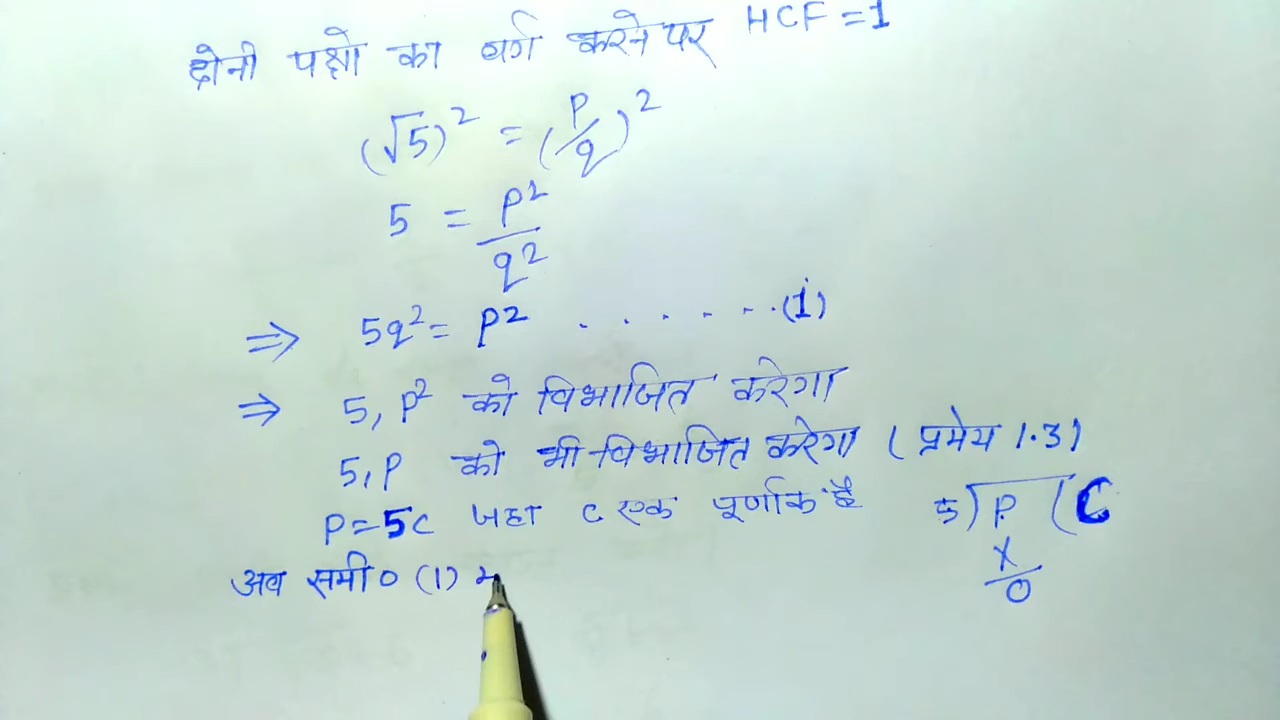 दोनो पक्षो का वर्ग करने पर HCF = 1
(√5)² = (P/q)²
5 = P²/q²
⇒ 5q² = P² . . . . . . . (i)
⇒ 5, P² को विभाजित करेगा
5, P को भी विभाजित करेगा (प्रमेय 1.3)
P = 5C जहा C एक पूर्णाक है
5) P ( C
x
0
अब समी० (1)